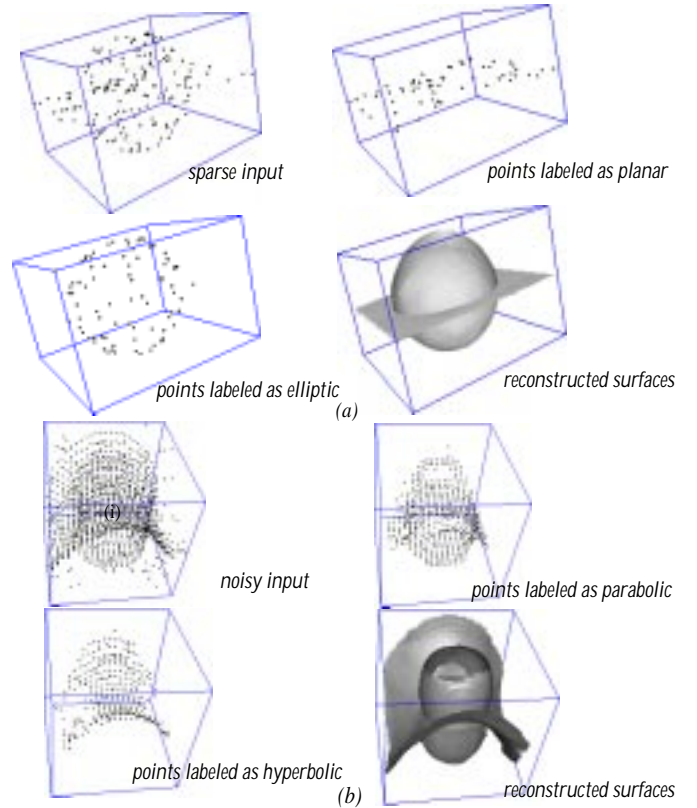 sparse input
points labeled as planar
points labeled as elliptic
reconstructed surfaces
(a)
(i)
noisy input
points labeled as parabolic
points labeled as hyperbolic
reconstructed surfaces
(b)